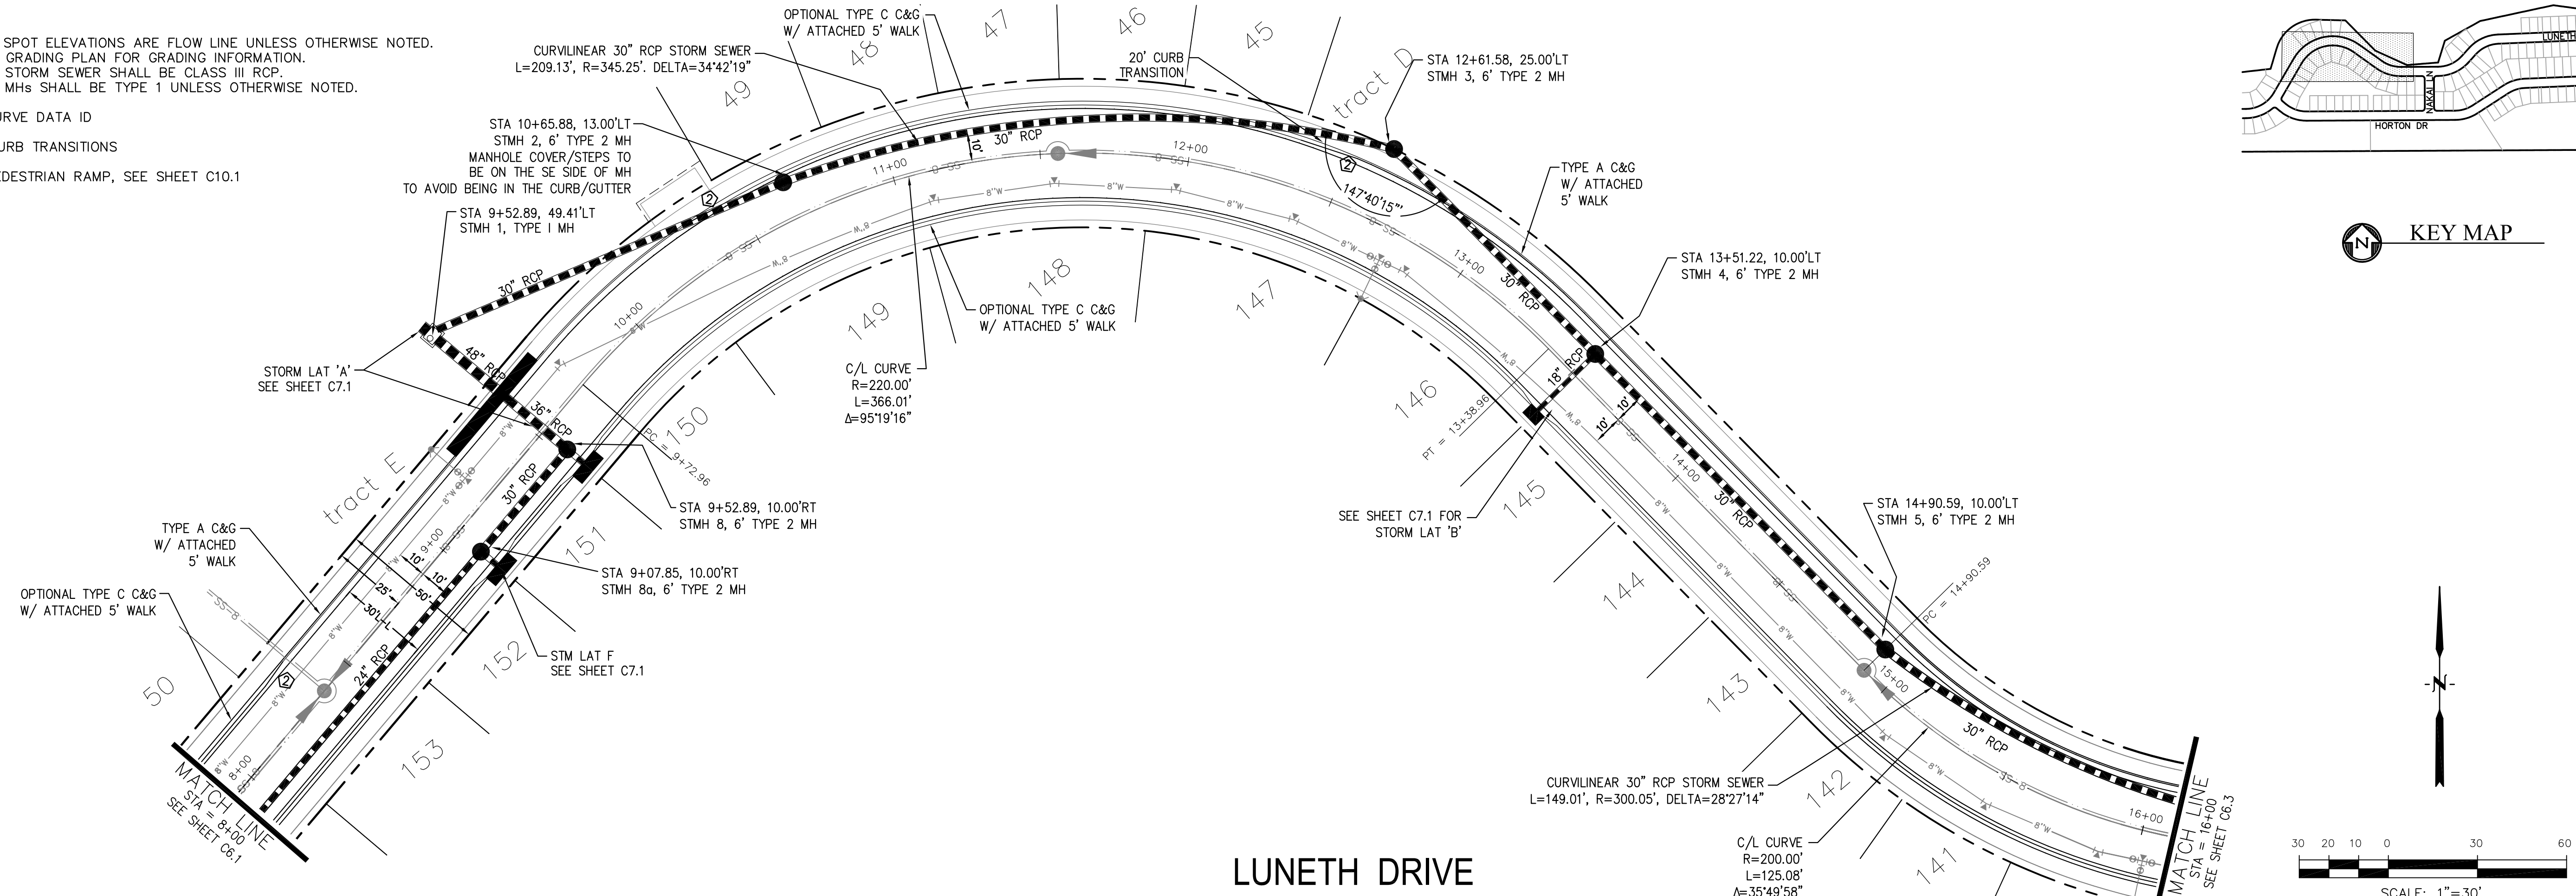 SPOT ELEVATIONS ARE FLOW LINE UNLESS OTHERWISE NOTED.
GRADING PLAN FOR GRADING INFORMATION.
STORM SEWER SHALL BE CLASS III RCP.
MHs SHALL BE TYPE 1 UNLESS OTHERWISE NOTED.
URVE DATA ID
URB TRANSITIONS
EDESTRIAN RAMP, SEE SHEET C10.1
OPTIONAL TYPE C C&G
W/ ATTACHED 5' WALK
CURVILINEAR 30" RCP STORM SEWER
L=209.13', R=345.25'. DELTA=34°42'19"
STA 10+65.88, 13.00'LT
STMH 2, 6' TYPE 2 MH
MANHOLE COVER/STEPS TO
BE ON THE SE SIDE OF MH
TO AVOID BEING IN THE CURB/GUTTER
STA 9+52.89, 49.41'LT
STMH 1, TYPE I MH
20' CURB
TRANSITION
STA 12+61.58, 25.00'LT
STMH 3, 6' TYPE 2 MH
TYPE A C&G
W/ ATTACHED
5' WALK
STA 13+51.22, 10.00'LT
STMH 4, 6' TYPE 2 MH
49
48
47
46
45
tract D
30" RCP
30" RCP
10'
11+00
12+00
13+00
147°40'15"
2
2
30" RCP
18" RCP
48" RCP
36" RCP
30" RCP
STORM LAT 'A'
SEE SHEET C7.1
10+00
149
148
147
146
150
OPTIONAL TYPE C C&G
W/ ATTACHED 5' WALK
C/L CURVE
R=220.00'
L=366.01'
Δ=95°19'16"
PC = 9+72.96
PT = 13+38.96
10'
10'
14+00
30" RCP
STA 9+52.89, 10.00'RT
STMH 8, 6' TYPE 2 MH
STA 9+07.85, 10.00'RT
STMH 8a, 6' TYPE 2 MH
STM LAT F
SEE SHEET C7.1
tract E
TYPE A C&G
W/ ATTACHED
5' WALK
OPTIONAL TYPE C C&G
W/ ATTACHED 5' WALK
9+00
10'
10'
25'
50'
30' L-L
24" RCP
SS-8
2
50
8+00
151
152
153
MATCH LINE
STA = 8+00
SEE SHEET C6.1
SEE SHEET C7.1 FOR
STORM LAT 'B'
145
144
143
142
141
STA 14+90.59, 10.00'LT
STMH 5, 6' TYPE 2 MH
PC = 14+90.59
15+00
30" RCP
CURVILINEAR 30" RCP STORM SEWER
L=149.01', R=300.05', DELTA=28°27'14"
C/L CURVE
R=200.00'
L=125.08'
Δ=35°49'58"
16+00
MATCH LINE
STA = 16+00
SEE SHEET C6.3
LUNETH DRIVE
LUNETH
NAKAI LN
HORTON DR
N
KEY MAP
N
30 20 10 0 30 60
SCALE: 1"=30'